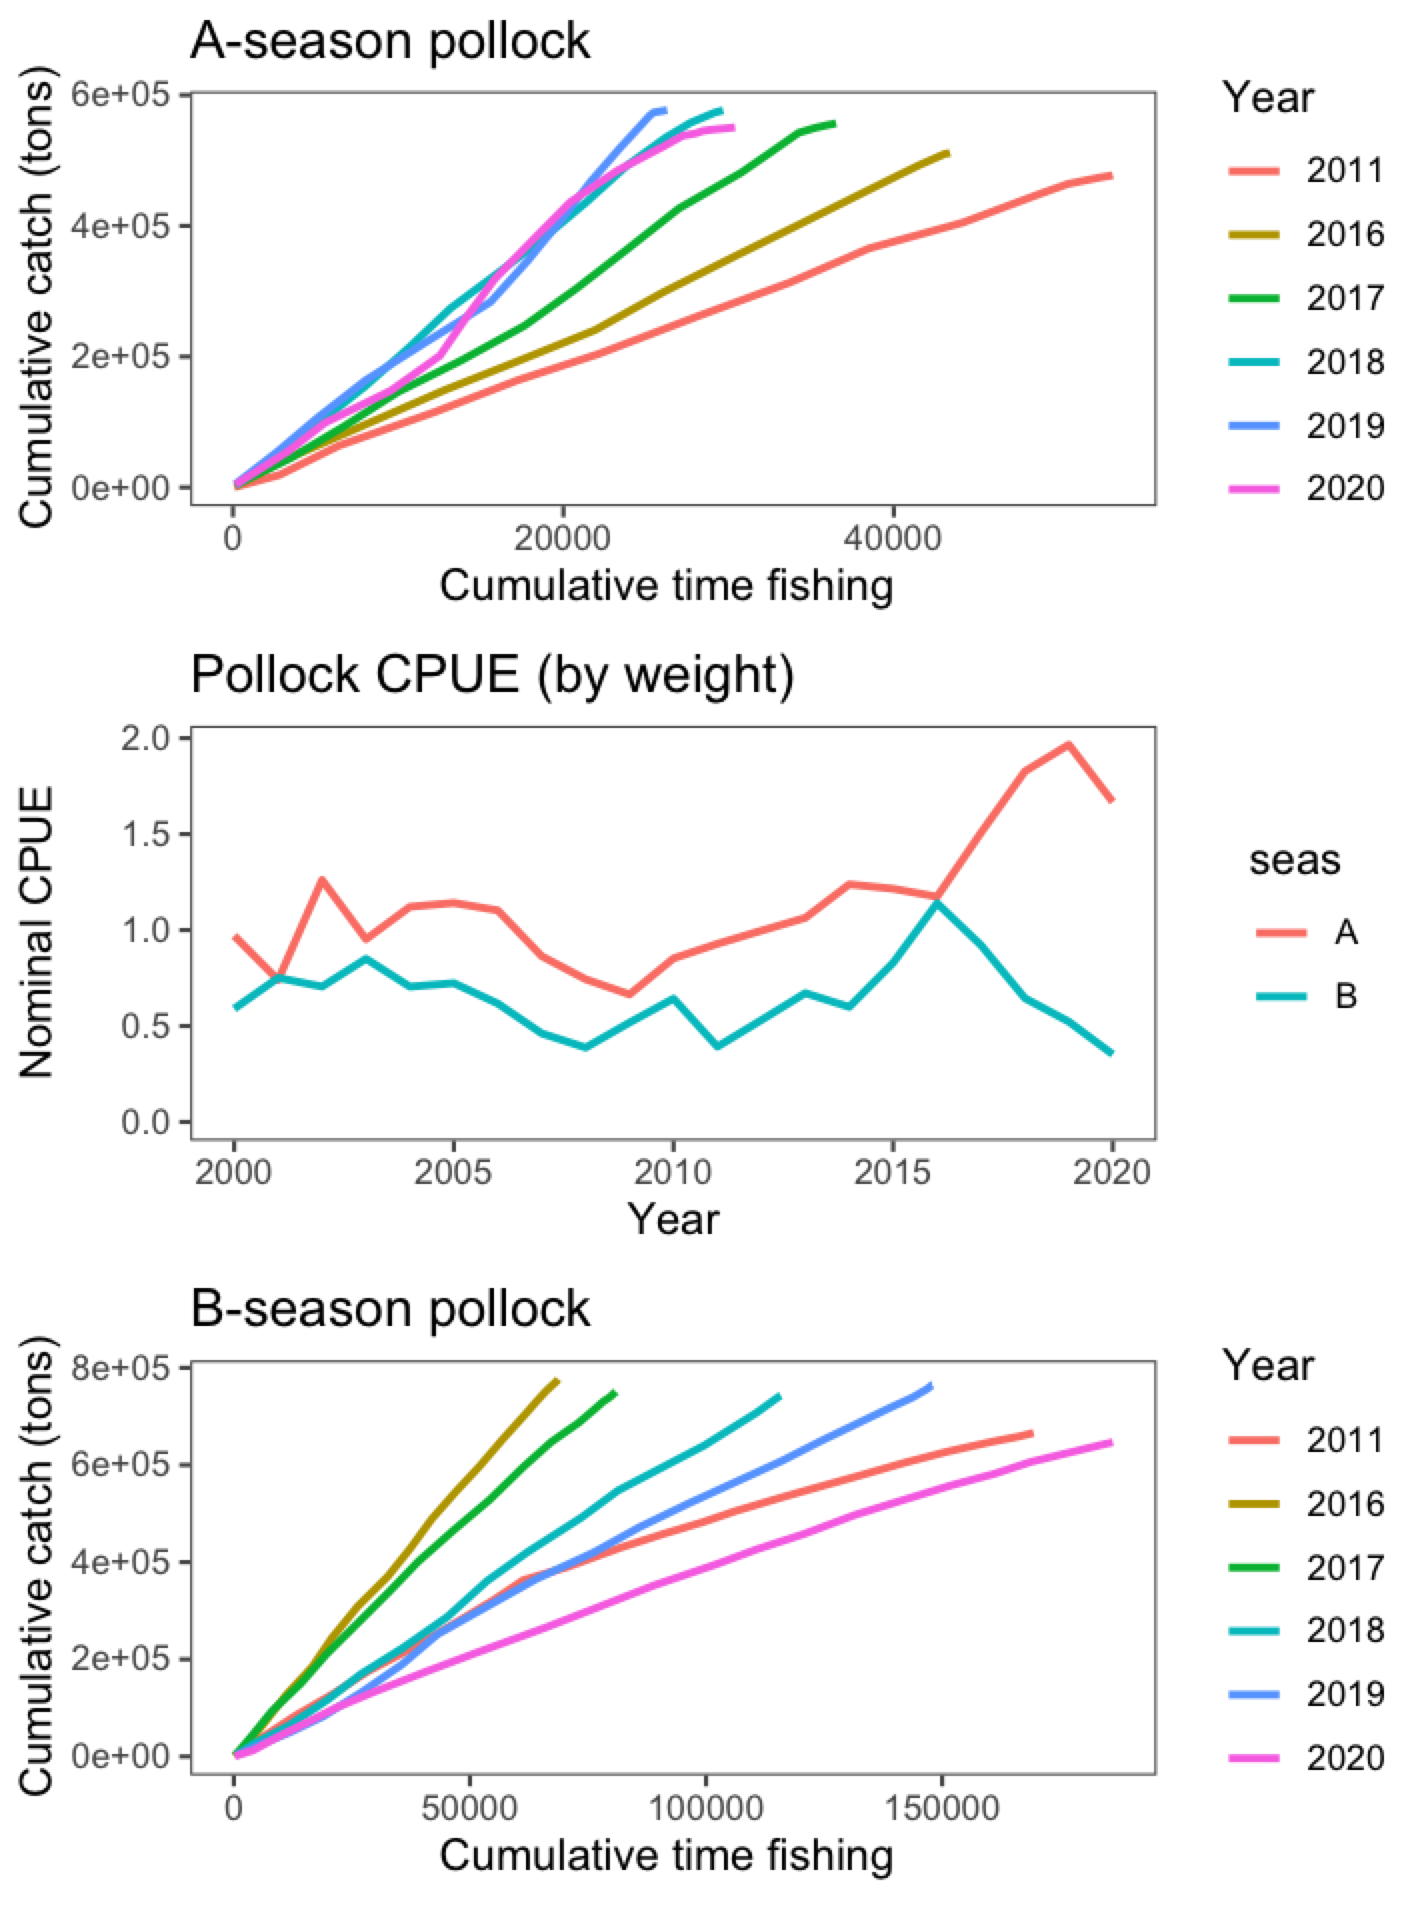 A-season pollock
Cumulative catch (tons)
6e+05
4e+05
2e+05
0e+00
0 20000 40000
Cumulative time fishing
Year
2011
2016
2017
2018
2019
2020
Pollock CPUE (by weight)
Nominal CPUE
2.0
1.5
1.0
0.5
0.0
2000 2005 2010 2015 2020
Year
seas
A
B
B-season pollock
Cumulative catch (tons)
8e+05
6e+05
4e+05
2e+05
0e+00
0 50000 100000 150000
Cumulative time fishing
Year
2011
2016
2017
2018
2019
2020